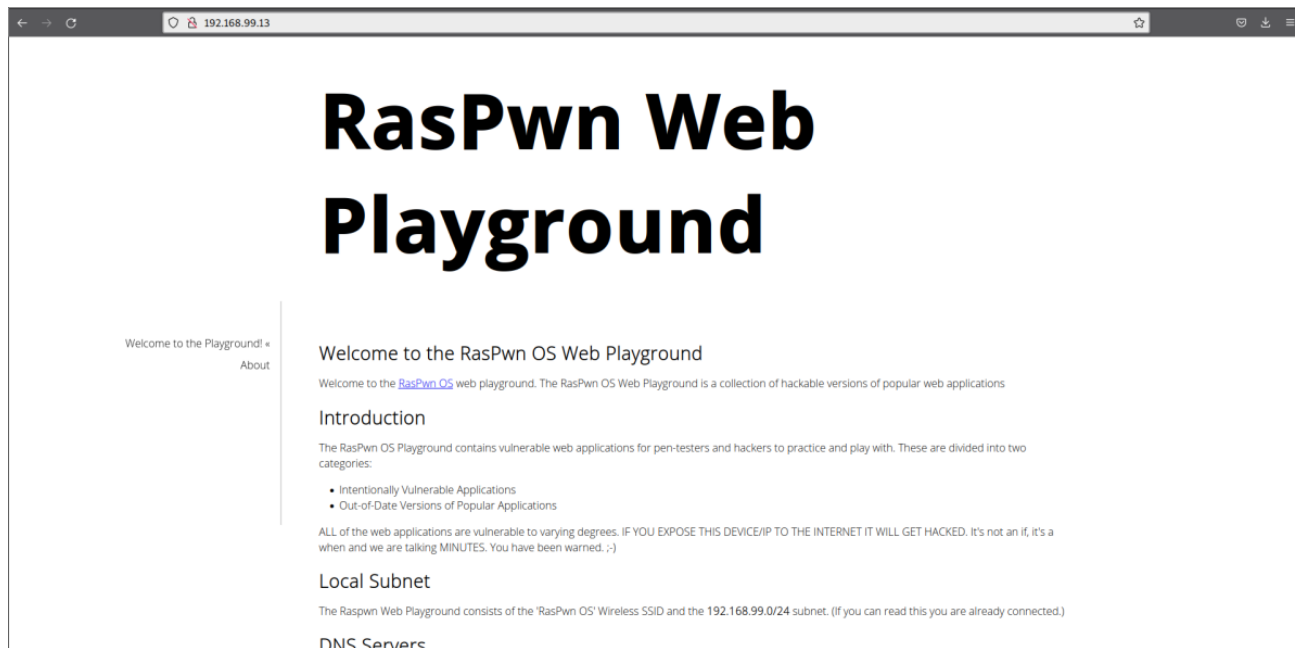 192.168.99.13
RasPwn Web
Playground
Welcome to the Playground! «
About
Welcome to the RasPwn OS Web Playground
Welcome to the RasPwn OS web playground. The RasPwn OS Web Playground is a collection of hackable versions of popular web applications
Introduction
The RasPwn OS Playground contains vulnerable web applications for pen-testers and hackers to practice and play with. These are divided into two
categories:
• Intentionally Vulnerable Applications
• Out-of-Date Versions of Popular Applications
ALL of the web applications are vulnerable to varying degrees. IF YOU EXPOSE THIS DEVICE/IP TO THE INTERNET IT WILL GET HACKED. It's not an if, it's a
when and we are talking MINUTES. You have been warned. ;-)
Local Subnet
The Raspwn Web Playground consists of the 'RasPwn OS' Wireless SSID and the 192.168.99.0/24 subnet. (If you can read this you are already connected.)
DNS Servers